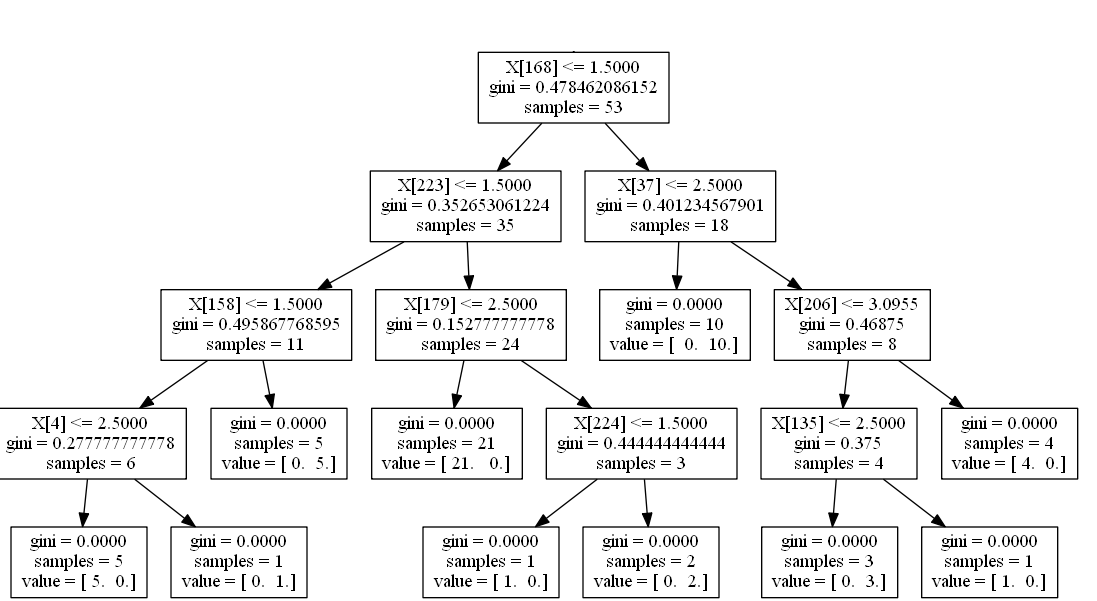 X[168] <= 1.5000
gini = 0.478462086152
samples = 53
X[223] <= 1.5000
gini = 0.352653061224
samples = 35
X[37] <= 2.5000
gini = 0.401234567901
samples = 18
X[158] <= 1.5000
gini = 0.495867768595
samples = 11
X[179] <= 2.5000
gini = 0.152777777778
samples = 24
gini = 0.0000
samples = 10
value = [ 0. 10.]
X[206] <= 3.0955
gini = 0.46875
samples = 8
X[4] <= 2.5000
gini = 0.277777777778
samples = 6
gini = 0.0000
samples = 5
value = [ 0. 5.]
gini = 0.0000
samples = 21
value = [ 21. 0.]
X[224] <= 1.5000
gini = 0.444444444444
samples = 3
X[135] <= 2.5000
gini = 0.375
samples = 4
gini = 0.0000
samples = 4
value = [ 4. 0.]
gini = 0.0000
samples = 5
value = [ 5. 0.]
gini = 0.0000
samples = 1
value = [ 0. 1.]
gini = 0.0000
samples = 1
value = [ 1. 0.]
gini = 0.0000
samples = 2
value = [ 0. 2.]
gini = 0.0000
samples = 3
value = [ 0. 3.]
gini = 0.0000
samples = 1
value = [ 1. 0.]